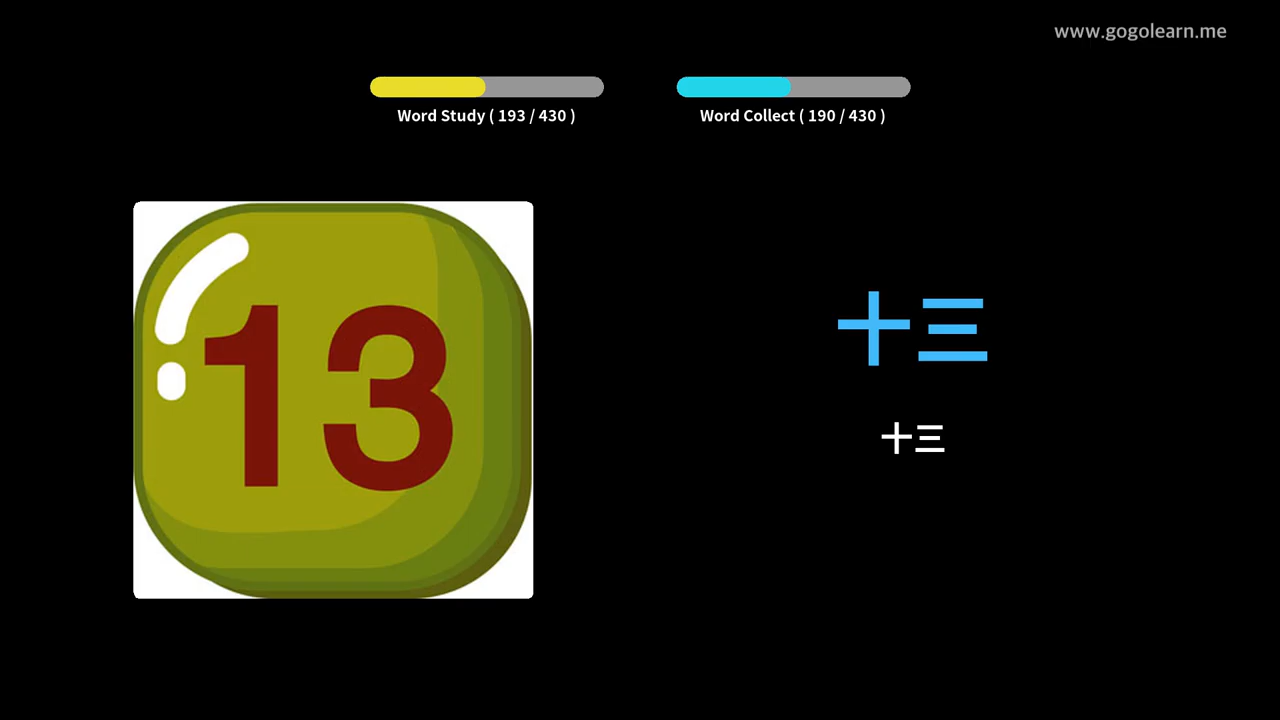 www.gogolearn.me
Word Study ( 193 / 430 )
Word Collect ( 190 / 430 )
13
十三
十三